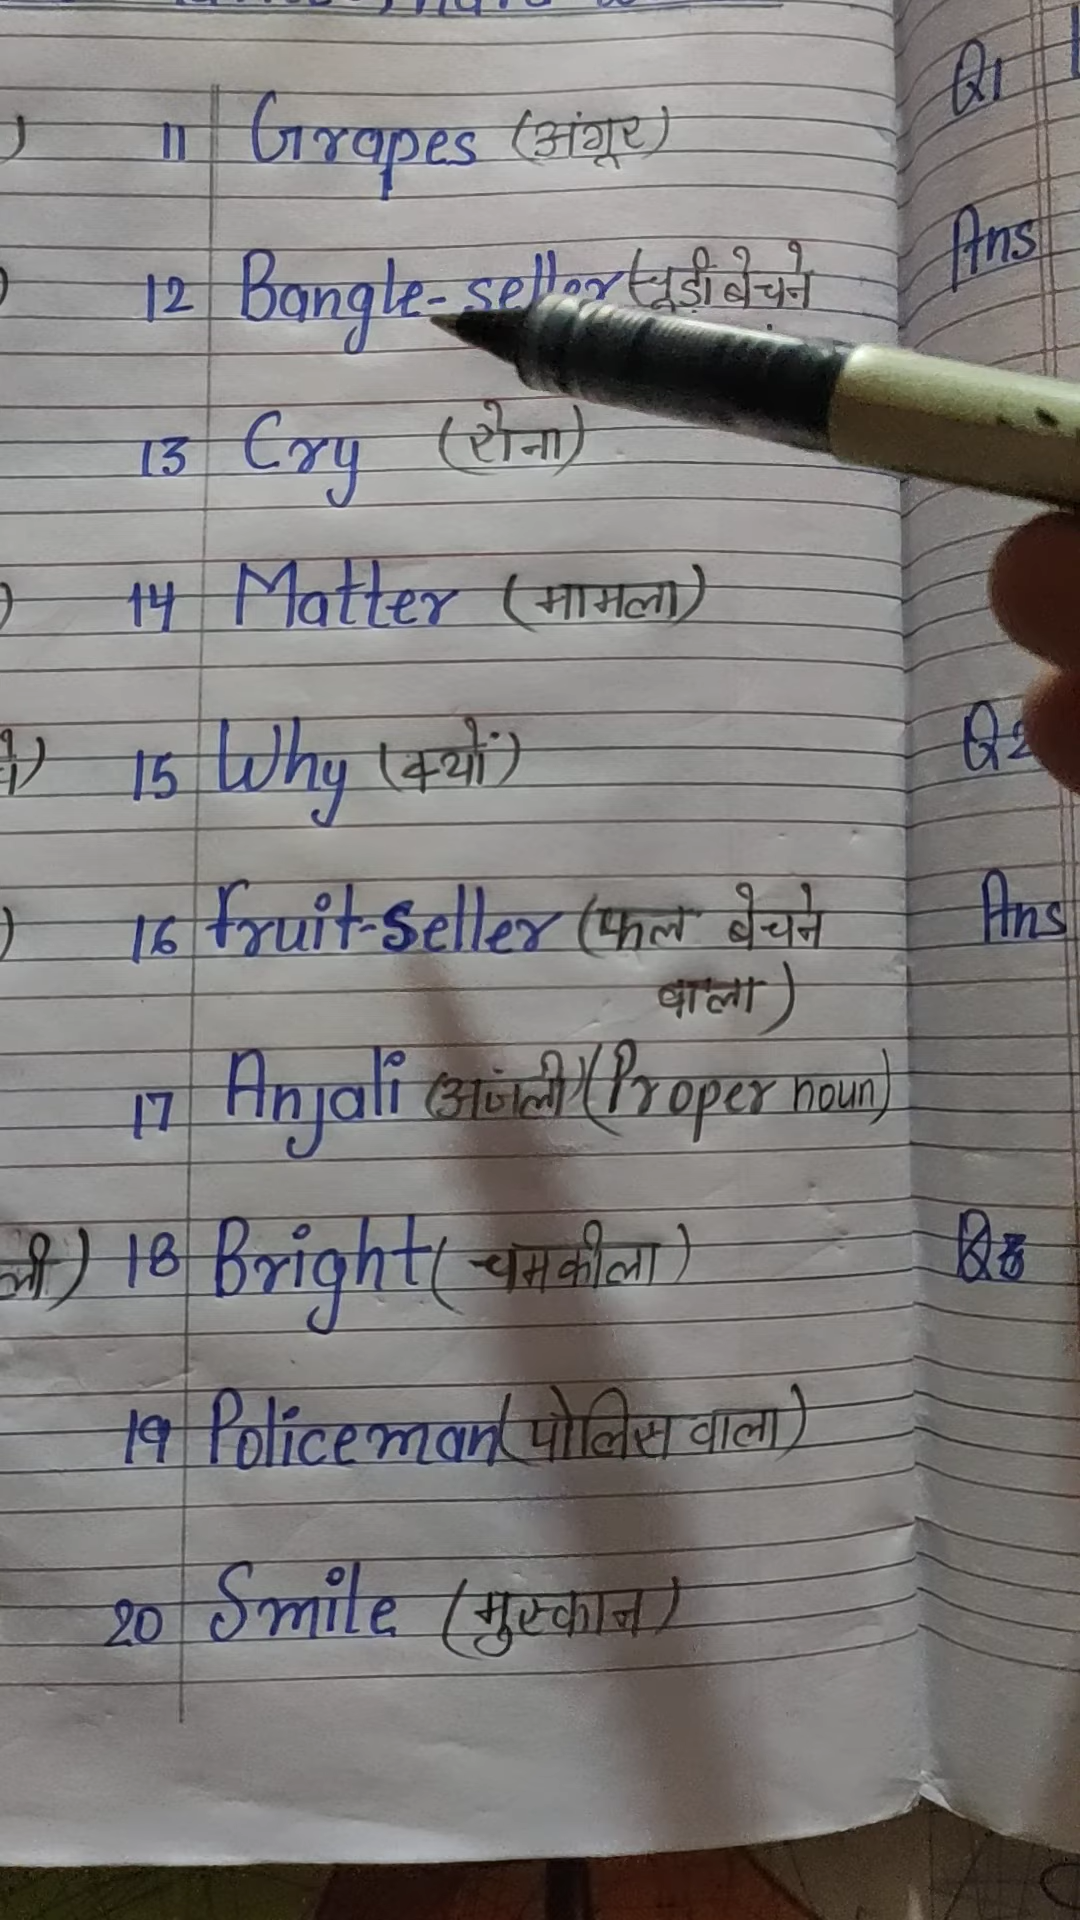 11 Grapes (अंगूर)
12 Bangle-seller (चूड़ी बेचने
13 Cry (रोना)
14 Matter (मामला)
15 Why (क्यों)
16 fruit-seller (फल बेचने
वाला)
17 Anjali (अंजली) (Proper noun)
18 Bright (चमकीला)
19 Policeman (पोलिस वाला)
20 Smile (मुस्कान)
Q1
Ans
Q2
Ans
Q3